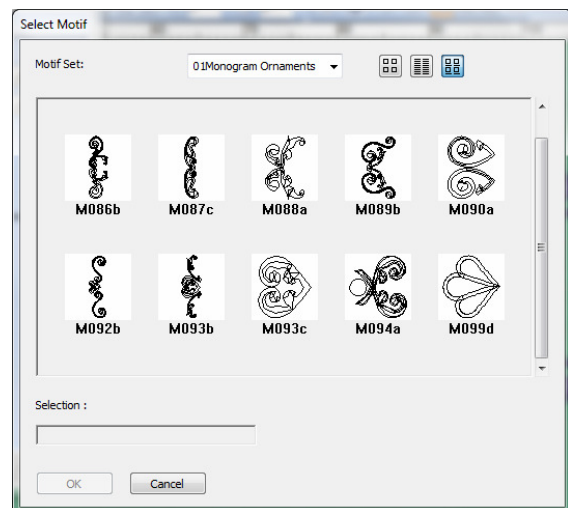 Select Motif
Motif Set: 01Monogram Ornaments
M086b M087c M088a M089b M090a
M092b M093b M093c M094a M099d
Selection :
OK Cancel